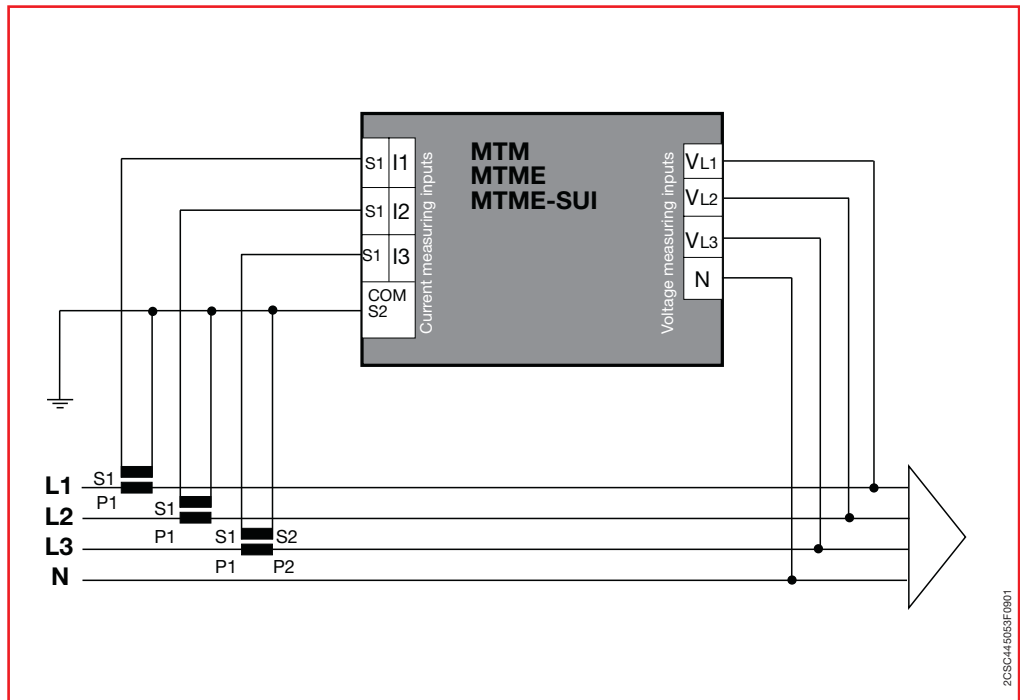 MTM
MTME
MTME-SUI
S1 I1
S1 I2
S1 I3
COM
S2
Current measuring inputs
Voltage measuring inputs
VL1
VL2
VL3
N
L1
S1
P1
L2
S1
P1
L3
S1 S2
P1 P2
N
2CSC445053F0901